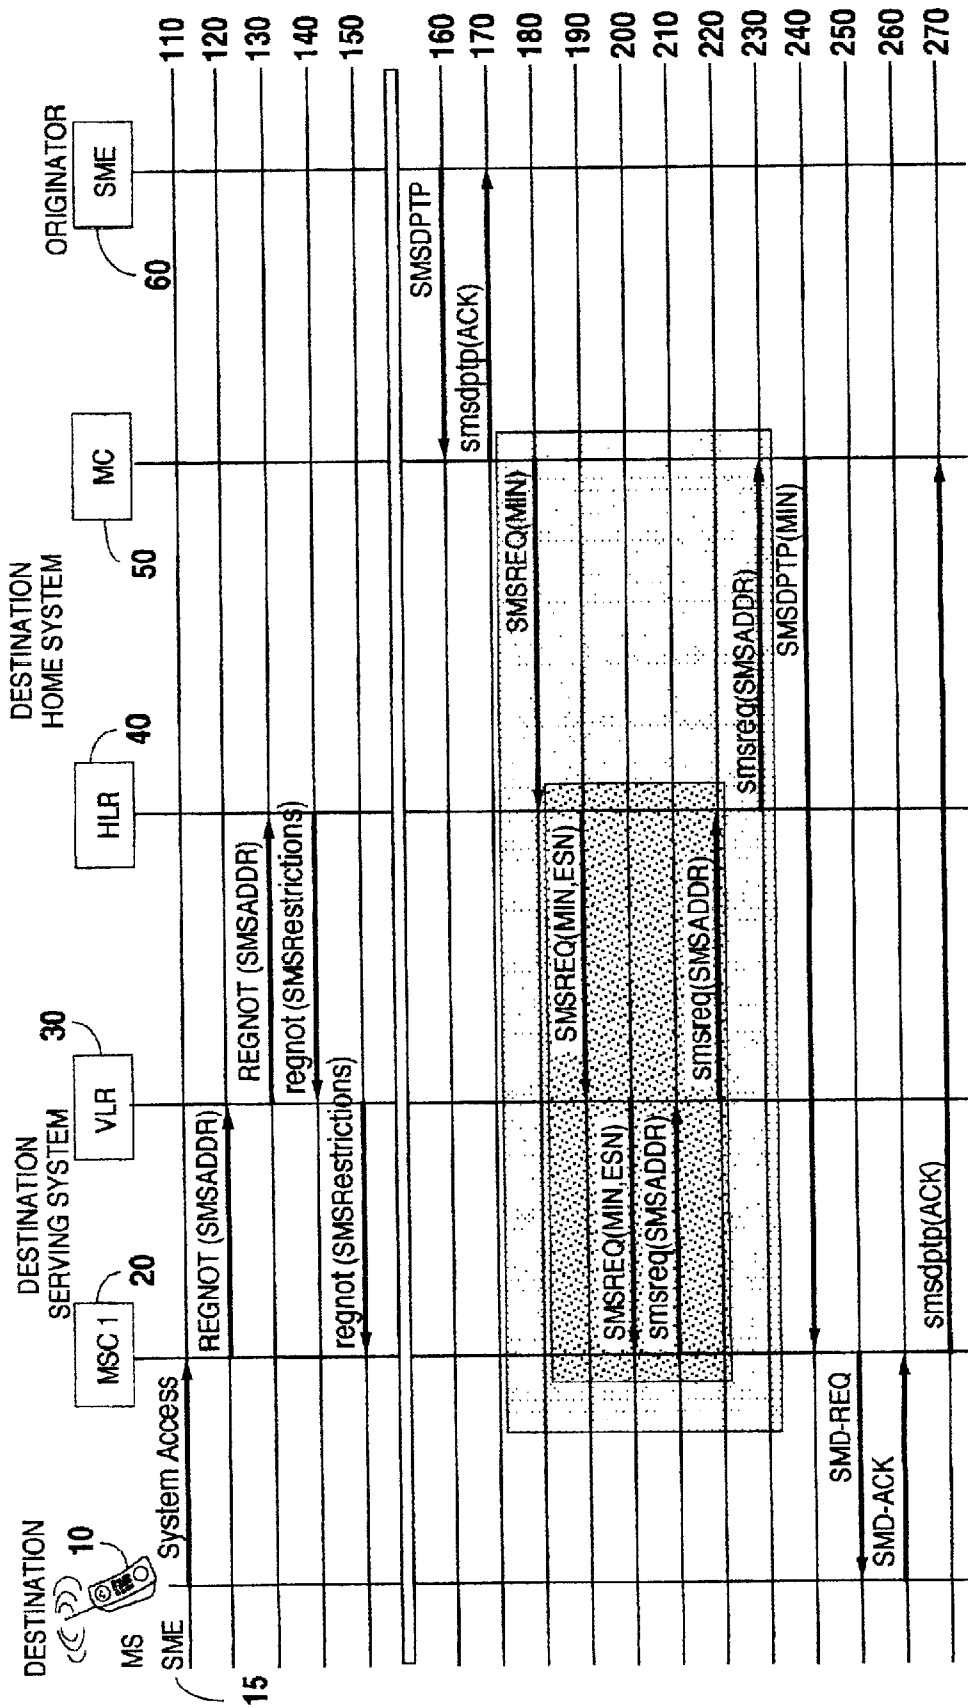 DESTINATION
10
MS
SME
15
DESTINATION
SERVING SYSTEM
MSC 1
20
VLR
30
DESTINATION
HOME SYSTEM
HLR
40
MC
50
ORIGINATOR
SME
60
System Access
110
REGNOT (SMSADDR)
120
REGNOT (SMSADDR)
130
regnot (SMSRestrictions)
140
regnot (SMSRestrictions)
150
SMSDPTP
160
smsdptp(ACK)
170
SMSREQ(MIN)
180
SMSREQ(MIN,ESN)
190
SMSREQ(MIN,ESN)
200
smsreq(SMSADDR)
210
smsreq(SMSADDR)
220
smsreq(SMSADDR)
230
SMSDPTP(MIN)
240
SMD-REQ
250
SMD-ACK
260
smsdptp(ACK)
270